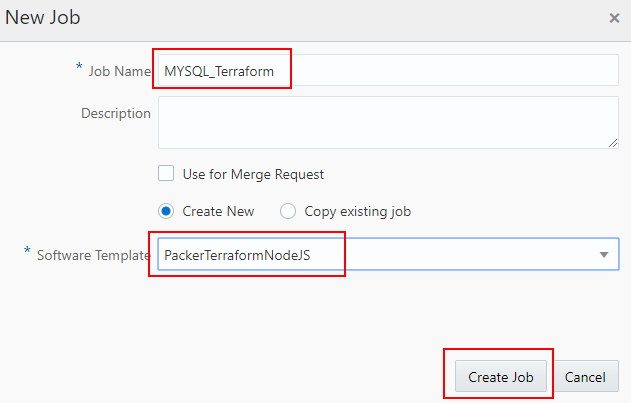 New Job ×
* Job Name MYSQL_Terraform
Description
Use for Merge Request
Create New Copy existing job
* Software Template PackerTerraformNodeJS
Create Job Cancel